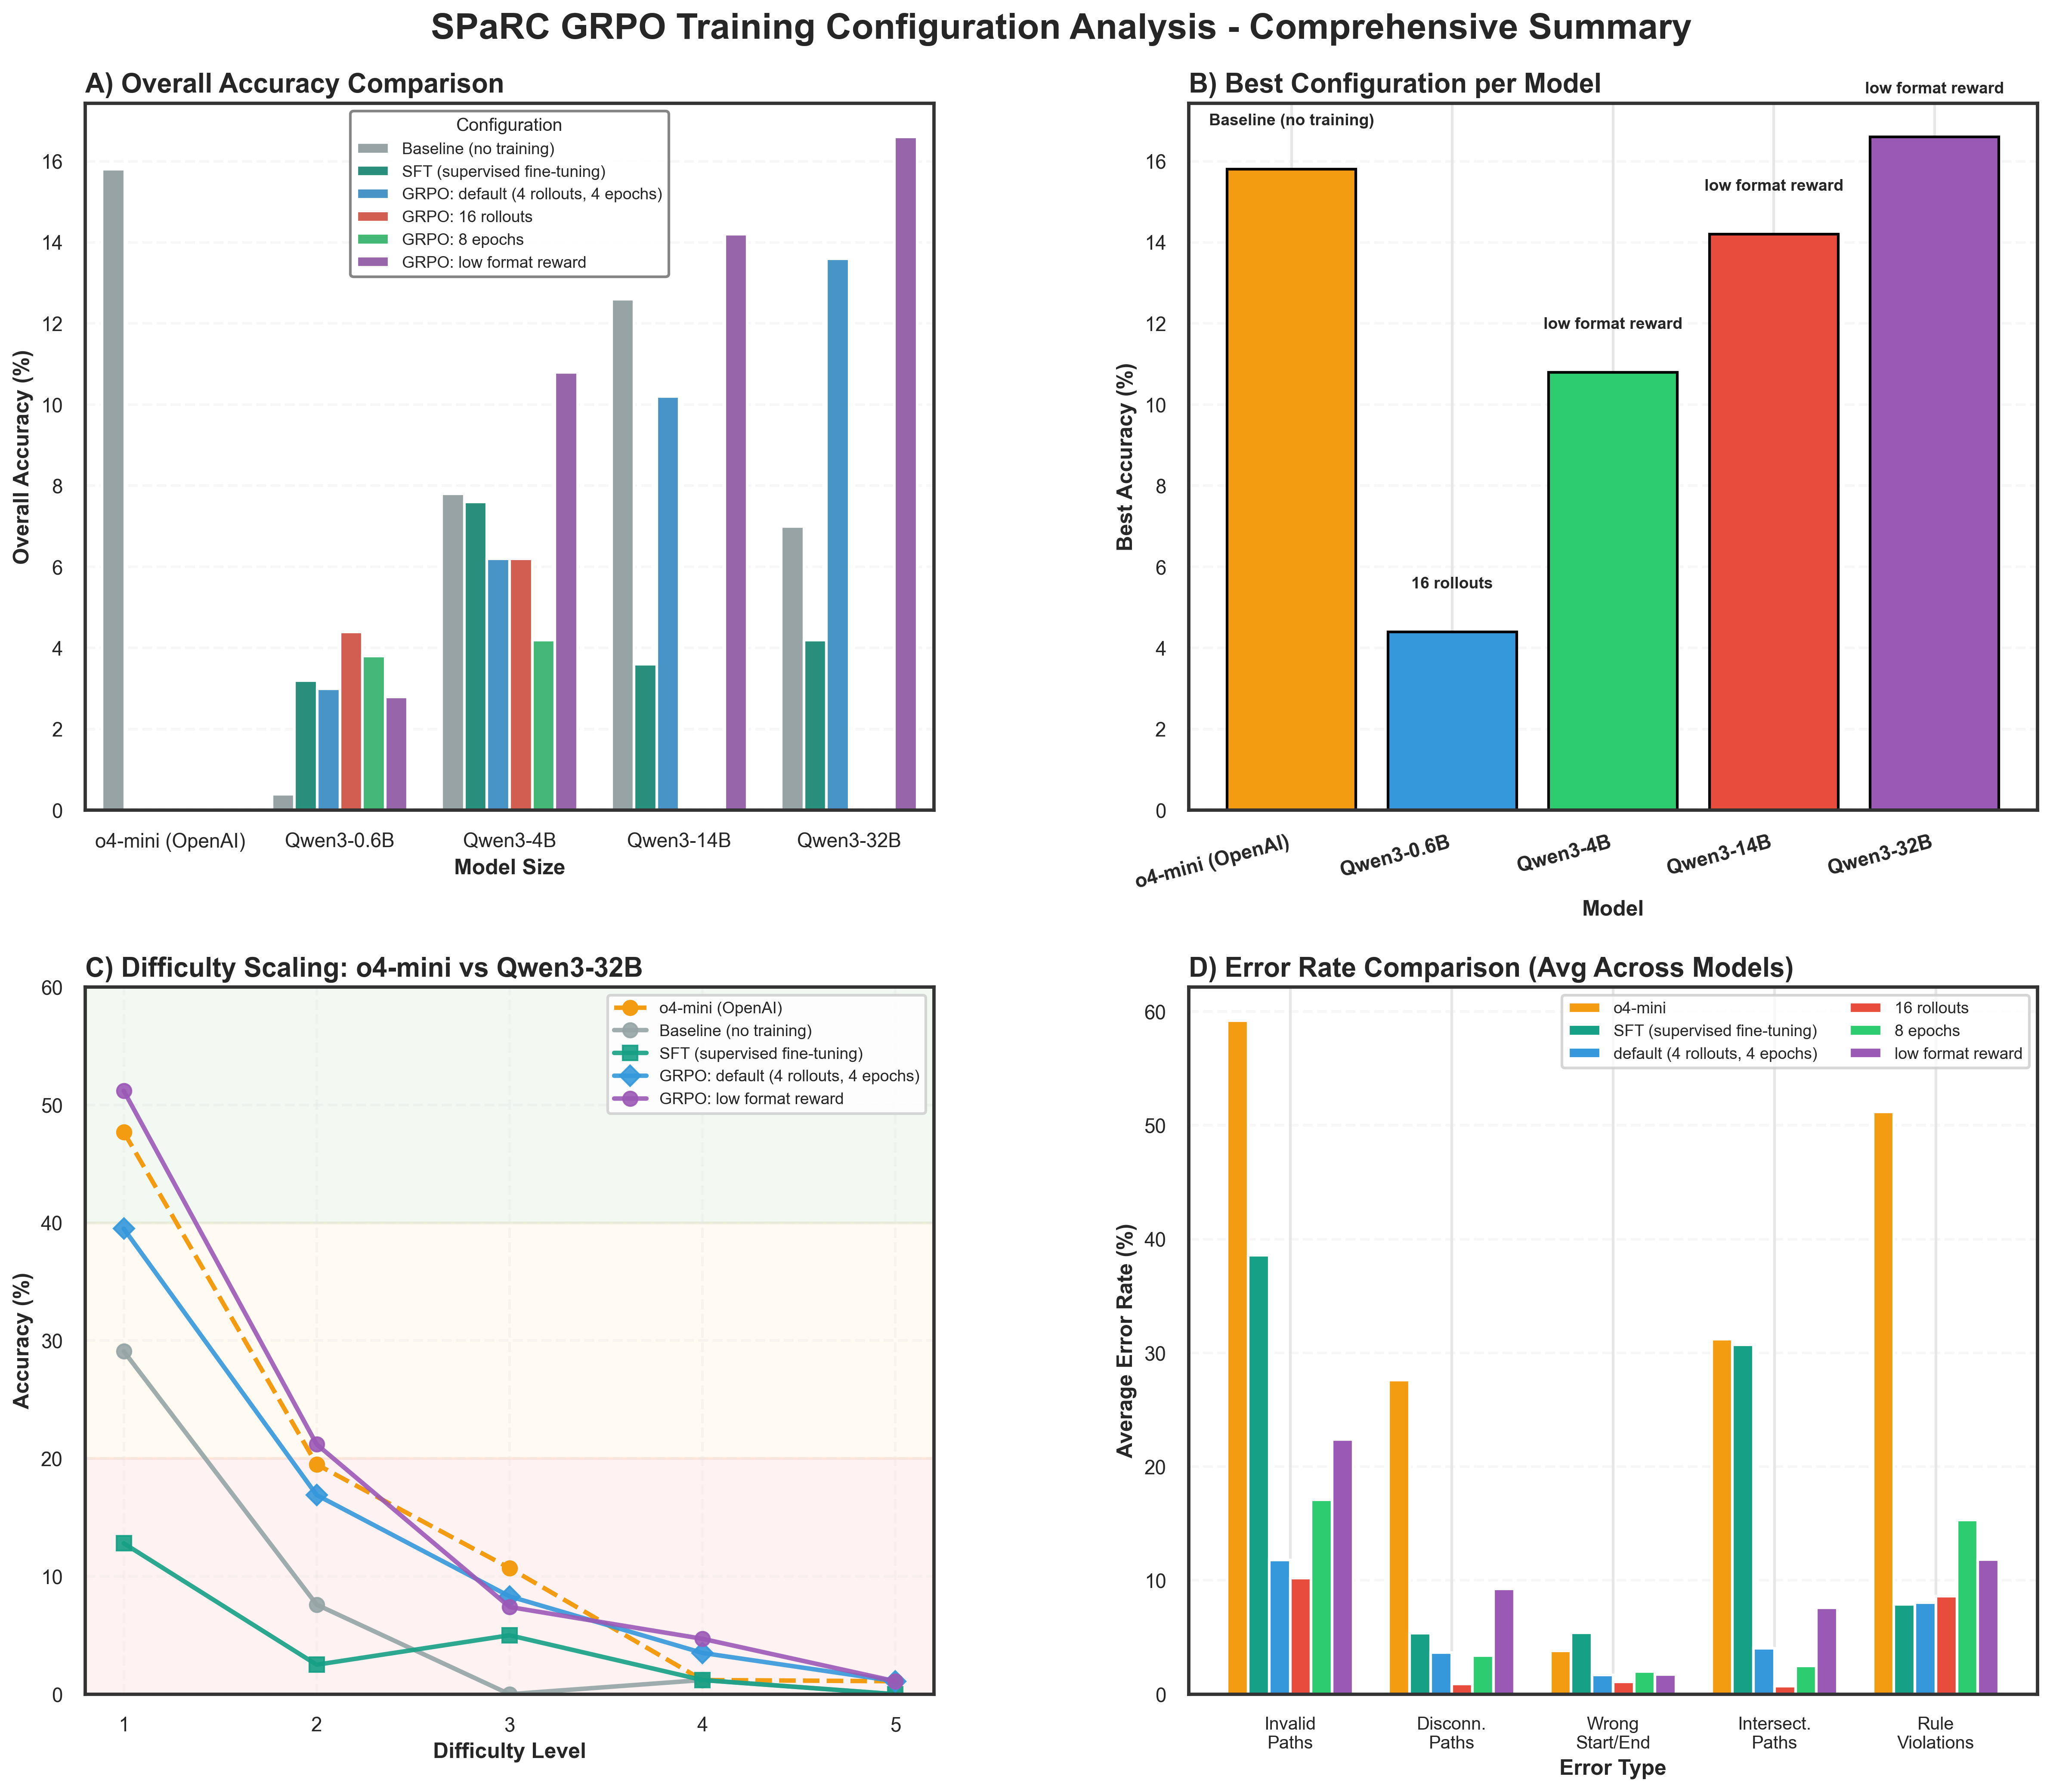 SPaRC GRPO Training Configuration Analysis - Comprehensive Summary
A) Overall Accuracy Comparison
Configuration
Baseline (no training)
SFT (supervised fine-tuning)
GRPO: default (4 rollouts, 4 epochs)
GRPO: 16 rollouts
GRPO: 8 epochs
GRPO: low format reward
Overall Accuracy (%)
16
14
12
10
8
6
4
2
0
o4-mini (OpenAI)
Qwen3-0.6B
Qwen3-4B
Qwen3-14B
Qwen3-32B
Model Size
B) Best Configuration per Model
Baseline (no training)
16 rollouts
low format reward
low format reward
low format reward
Best Accuracy (%)
16
14
12
10
8
6
4
2
0
o4-mini (OpenAI)
Qwen3-0.6B
Qwen3-4B
Qwen3-14B
Qwen3-32B
Model
C) Difficulty Scaling: o4-mini vs Qwen3-32B
o4-mini (OpenAI)
Baseline (no training)
SFT (supervised fine-tuning)
GRPO: default (4 rollouts, 4 epochs)
GRPO: low format reward
Accuracy (%)
60
50
40
30
20
10
0
1
2
3
4
5
Difficulty Level
D) Error Rate Comparison (Avg Across Models)
o4-mini
SFT (supervised fine-tuning)
default (4 rollouts, 4 epochs)
16 rollouts
8 epochs
low format reward
Average Error Rate (%)
60
50
40
30
20
10
0
Invalid
Paths
Disconn.
Paths
Wrong
Start/End
Intersect.
Paths
Rule
Violations
Error Type